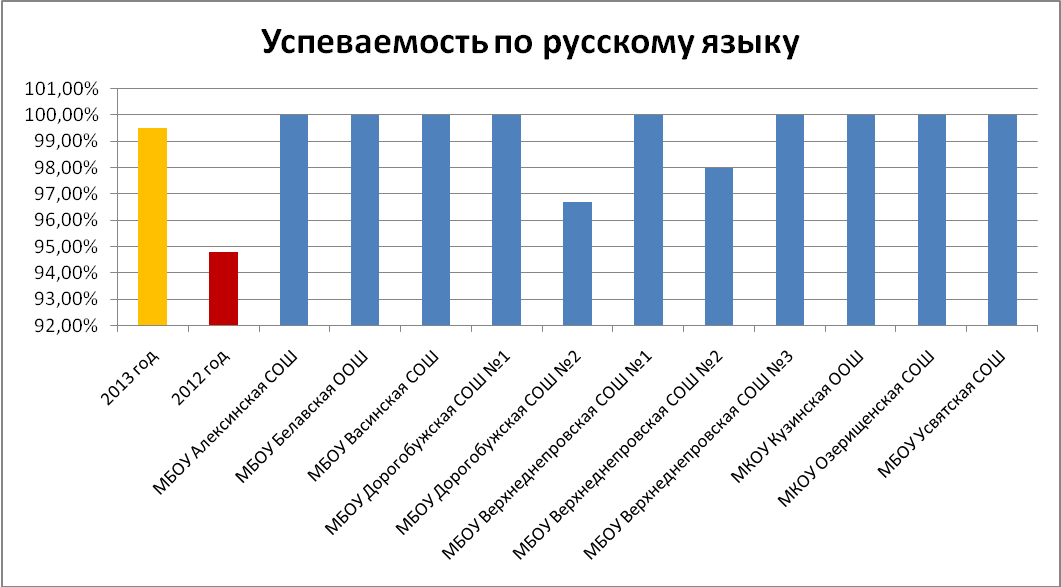 Успеваемость по русскому языку
101,00%
100,00%
99,00%
98,00%
97,00%
96,00%
95,00%
94,00%
93,00%
92,00%
2013 год
2012 год
МБОУ Алексинская СОШ
МБОУ Белавская ООШ
МБОУ Васинская СОШ
МБОУ Дорогобужская СОШ №1
МБОУ Дорогобужская СОШ №2
МБОУ Верхнеднепровская СОШ №1
МБОУ Верхнеднепровская СОШ №2
МБОУ Верхнеднепровская СОШ №3
МКОУ Кузинская ООШ
МКОУ Озерищенская СОШ
МБОУ Усвятская СОШ